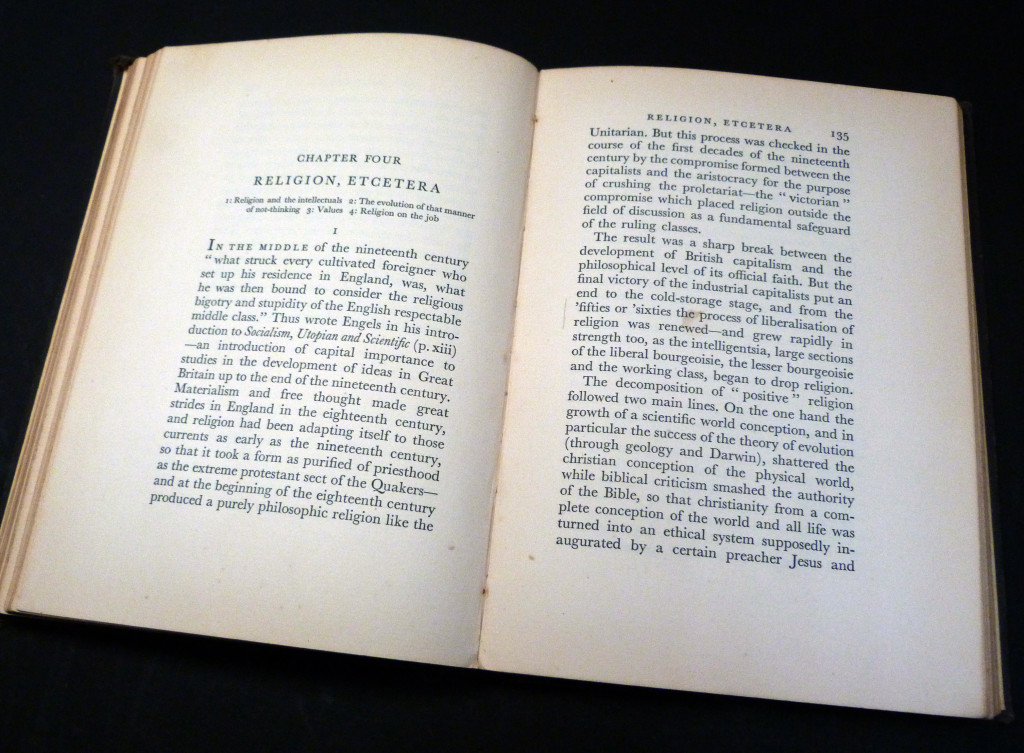 CHAPTER FOUR
RELIGION, ETCETERA
1: Religion and the intellectuals 2: The evolution of that manner
of not-thinking 3: Values 4: Religion on the job
I
IN THE MIDDLE of the nineteenth century
“what struck every cultivated foreigner who
set up his residence in England, was, what
he was then bound to consider the religious
bigotry and stupidity of the English respectable
middle class.” Thus wrote Engels in his intro-
duction to Socialism, Utopian and Scientific (p. xiii)
—an introduction of capital importance to
studies in the development of ideas in Great
Britain up to the end of the nineteenth century.
Materialism and free thought made great
strides in England in the eighteenth century,
and religion had been adapting itself to those
currents as early as the nineteenth century,
so that it took a form as purified of priesthood
as the extreme protestant sect of the Quakers—
and at the beginning of the eighteenth century
produced a purely philosophic religion like the
RELIGION, ETCETERA 135
Unitarian. But this process was checked in the
course of the first decades of the nineteenth
century by the compromise formed between the
capitalists and the aristocracy for the purpose
of crushing the proletariat—the “victorian”
compromise which placed religion outside the
field of discussion as a fundamental safeguard
of the ruling classes.
The result was a sharp break between the
development of British capitalism and the
philosophical level of its official faith. But the
final victory of the industrial capitalists put an
end to the cold-storage stage, and from the
’fifties or ’sixties the process of liberalisation of
religion was renewed—and grew rapidly in
strength too, as the intelligentsia, large sections
of the liberal bourgeoisie, the lesser bourgeoisie
and the working class, began to drop religion.
The decomposition of “positive” religion
followed two main lines. On the one hand the
growth of a scientific world conception, and in
particular the success of the theory of evolution
(through geology and Darwin), shattered the
christian conception of the physical world,
while biblical criticism smashed the authority
of the Bible, so that christianity from a com-
plete conception of the world and all life was
turned into an ethical system supposedly in-
augurated by a certain preacher Jesus and